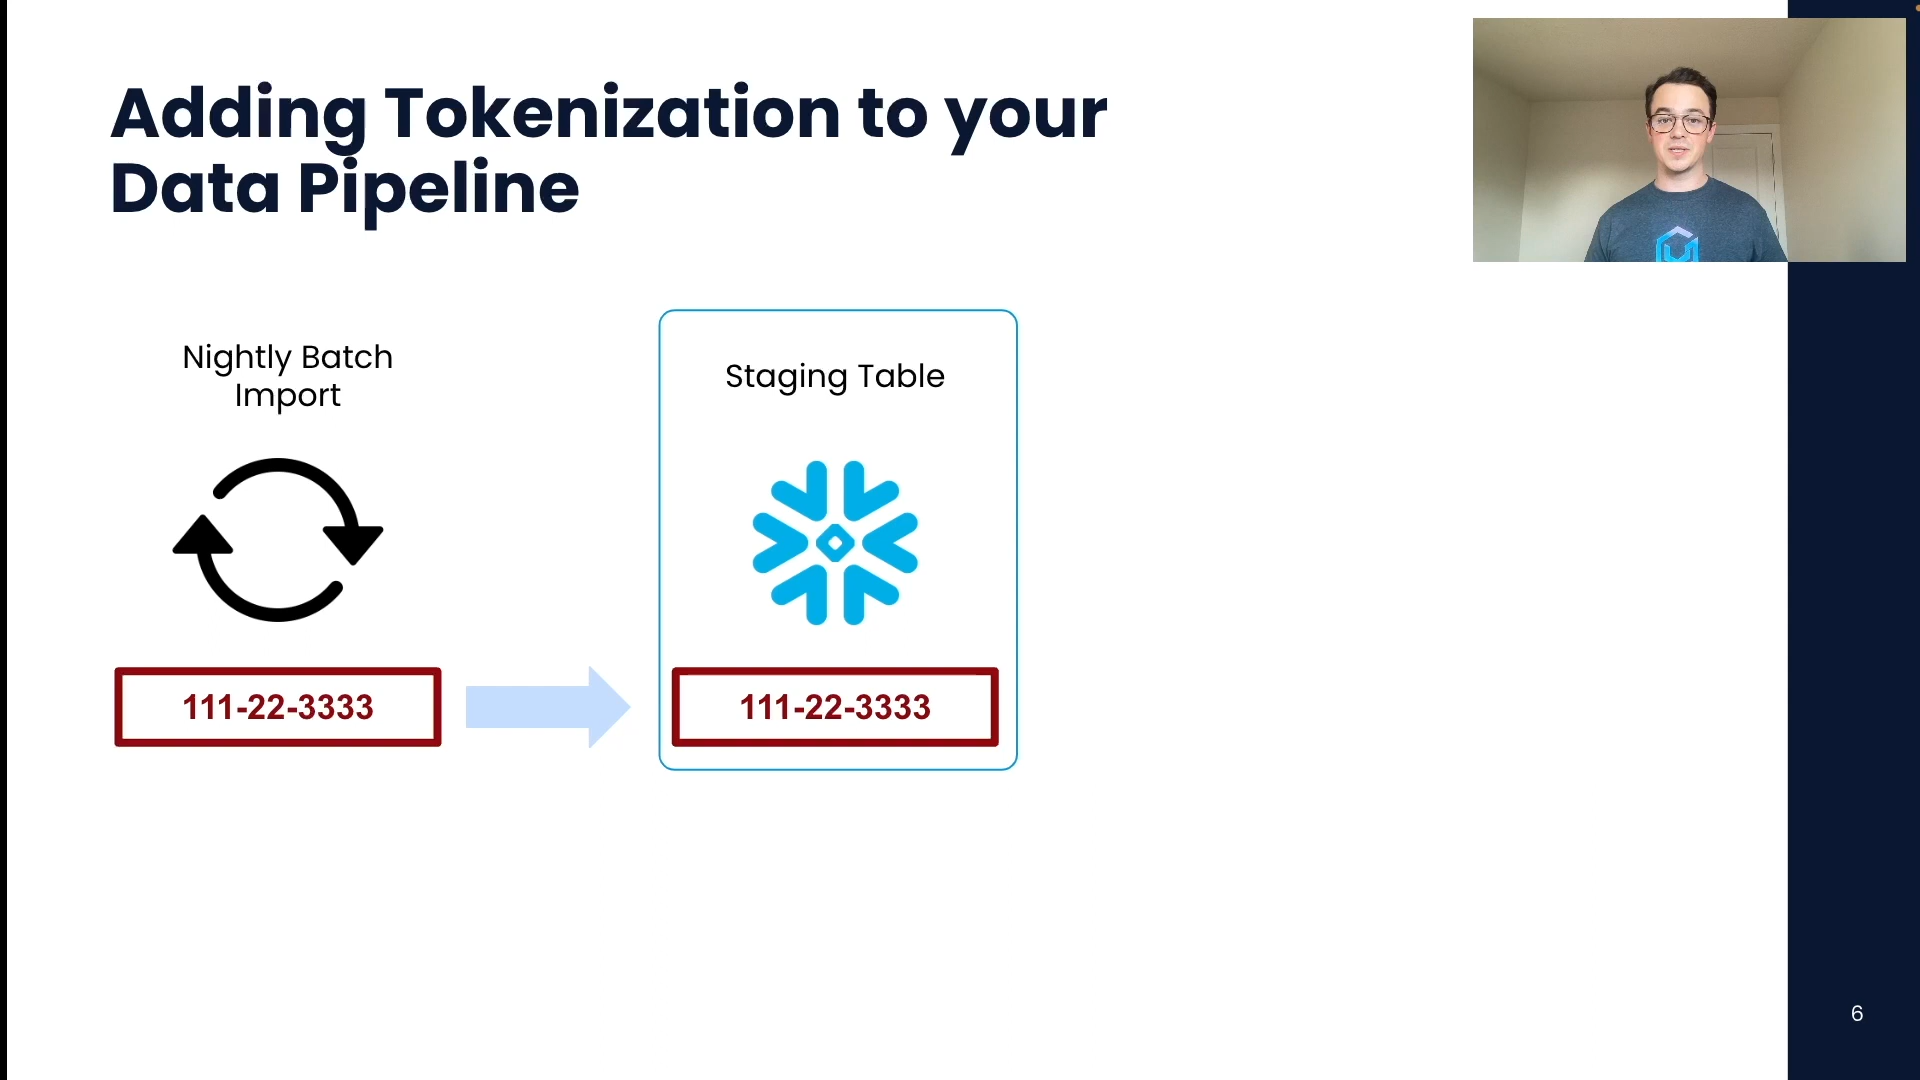 Adding Tokenization to your
Data Pipeline
Nightly Batch
Import
Staging Table
111-22-3333
111-22-3333
6